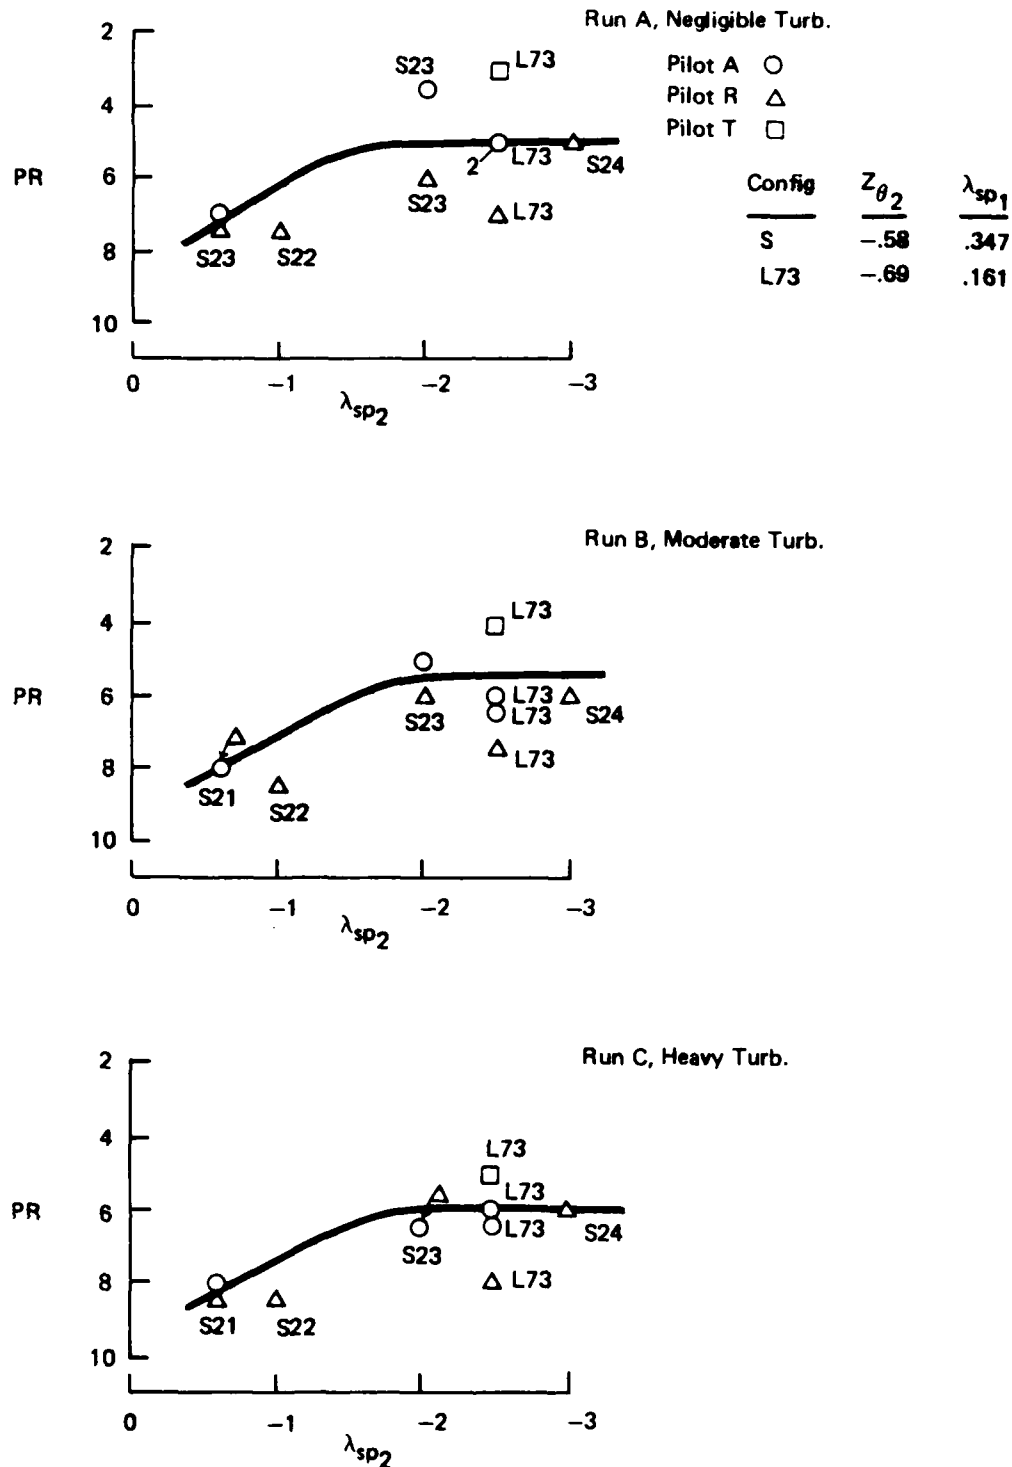 Run A, Negligible Turb.
Pilot A ○
Pilot R △
Pilot T □
Config Zθ2 λsp1
S −.58 .347
L73 −.69 .161
PR
2
4
6
8
10
S23
L73
2
L73
S24
S23
L73
S23
S22
0 −1 −2 −3
λsp2
Run B, Moderate Turb.
PR
2
4
6
8
10
L73
L73
L73
S23
S24
L73
S21
S22
0 −1 −2 −3
λsp2
Run C, Heavy Turb.
PR
2
4
6
8
10
L73
L73
L73
S24
S23
L73
S21
S22
0 −1 −2 −3
λsp2